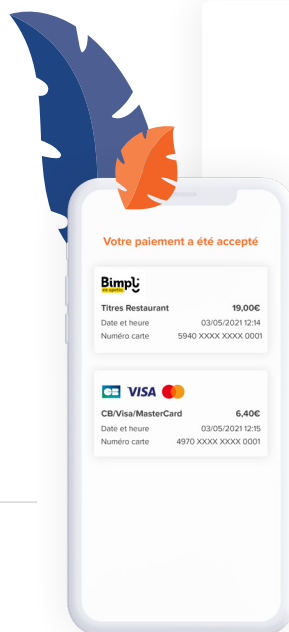 Votre paiement a été accepté
Bimpli
Titres Restaurant 19,00€
Date et heure 03/05/2021 12:14
Numéro carte 5940 XXXX XXXX 0001
CB VISA
CB/Visa/MasterCard 6,40€
Date et heure 03/05/2021 12:15
Numéro carte 4970 XXXX XXXX 0001